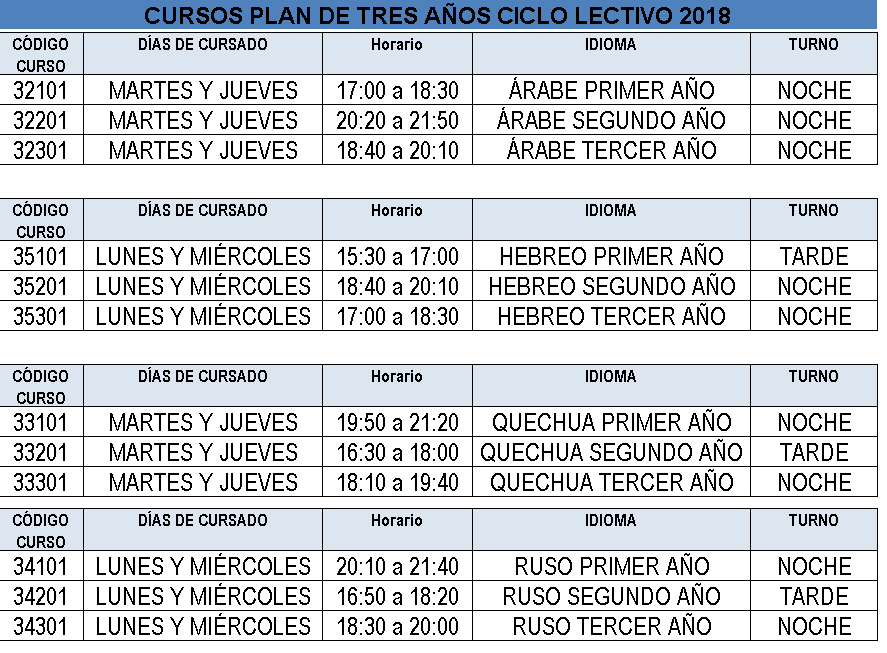 CURSOS PLAN DE TRES AÑOS CICLO LECTIVO 2018
CÓDIGO CURSO DÍAS DE CURSADO Horario IDIOMA TURNO
32101 MARTES Y JUEVES 17:00 a 18:30 ÁRABE PRIMER AÑO NOCHE
32201 MARTES Y JUEVES 20:20 a 21:50 ÁRABE SEGUNDO AÑO NOCHE
32301 MARTES Y JUEVES 18:40 a 20:10 ÁRABE TERCER AÑO NOCHE
CÓDIGO CURSO DÍAS DE CURSADO Horario IDIOMA TURNO
35101 LUNES Y MIÉRCOLES 15:30 a 17:00 HEBREO PRIMER AÑO TARDE
35201 LUNES Y MIÉRCOLES 18:40 a 20:10 HEBREO SEGUNDO AÑO NOCHE
35301 LUNES Y MIÉRCOLES 17:00 a 18:30 HEBREO TERCER AÑO NOCHE
CÓDIGO CURSO DÍAS DE CURSADO Horario IDIOMA TURNO
33101 MARTES Y JUEVES 19:50 a 21:20 QUECHUA PRIMER AÑO NOCHE
33201 MARTES Y JUEVES 16:30 a 18:00 QUECHUA SEGUNDO AÑO TARDE
33301 MARTES Y JUEVES 18:10 a 19:40 QUECHUA TERCER AÑO NOCHE
CÓDIGO CURSO DÍAS DE CURSADO Horario IDIOMA TURNO
34101 LUNES Y MIÉRCOLES 20:10 a 21:40 RUSO PRIMER AÑO NOCHE
34201 LUNES Y MIÉRCOLES 16:50 a 18:20 RUSO SEGUNDO AÑO TARDE
34301 LUNES Y MIÉRCOLES 18:30 a 20:00 RUSO TERCER AÑO NOCHE